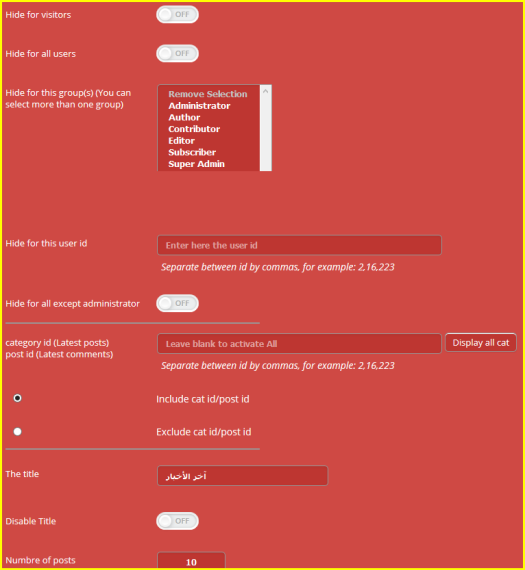 Hide for visitors
OFF
Hide for all users
OFF
Hide for this group(s) (You can
select more than one group)
Remove Selection
Administrator
Author
Contributor
Editor
Subscriber
Super Admin
Hide for this user id
Enter here the user id
Separate between id by commas, for example: 2,16,223
Hide for all except administrator
OFF
category id (Latest posts)
post id (Latest comments)
Leave blank to activate All
Display all cat
Separate between id by commas, for example: 2,16,223
Include cat id/post id
Exclude cat id/post id
The title
آخر الأخبار
Disable Title
OFF
Numbre of posts
10